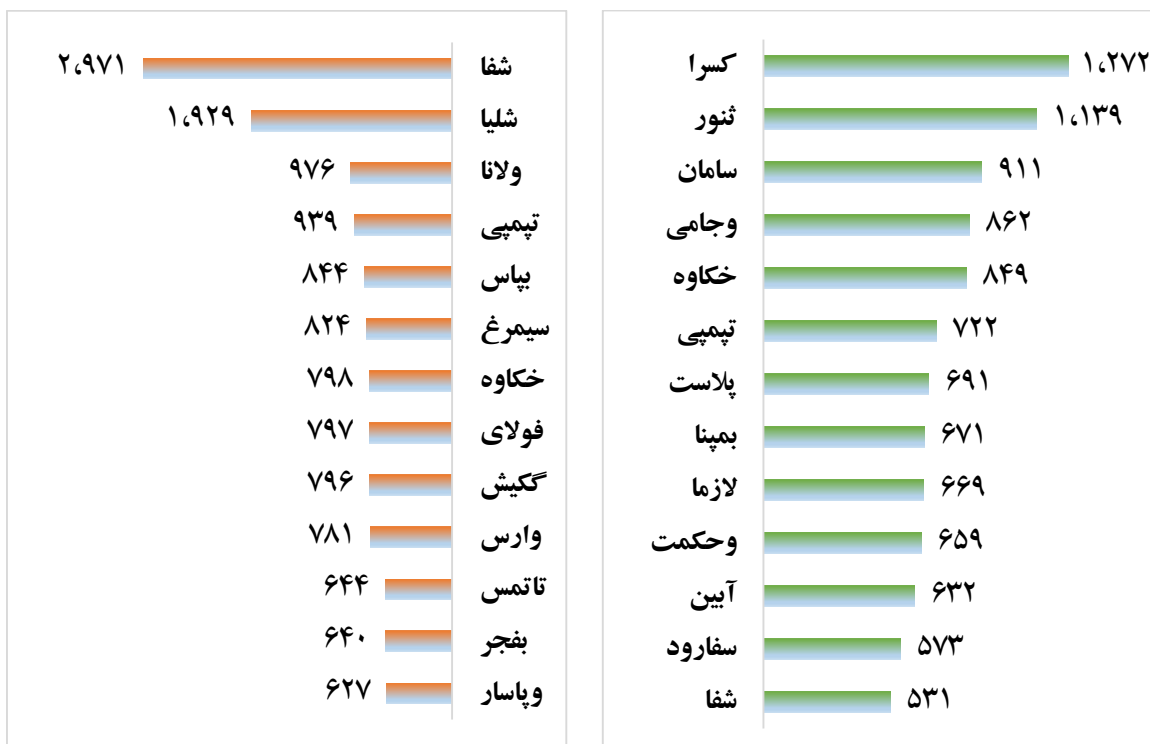 کسرا ۱،۲۷۲
ثنور ۱،۱۳۹
سامان ۹۱۱
وجامی ۸۶۲
خکاوه ۸۴۹
تپمپی ۷۲۲
پلاست ۶۹۱
بمپنا ۶۷۱
لازما ۶۶۹
وحکمت ۶۵۹
آبین ۶۳۲
سفارود ۵۷۳
شفا ۵۳۱
شفا ۲،۹۷۱
شلیا ۱،۹۲۹
ولانا ۹۷۶
تپمپی ۹۳۹
بپاس ۸۴۴
سیمرغ ۸۲۴
خکاوه ۷۹۸
فولای ۷۹۷
گکیش ۷۹۶
وارس ۷۸۱
تاتمس ۶۴۴
بفجر ۶۴۰
وپاسار ۶۲۷